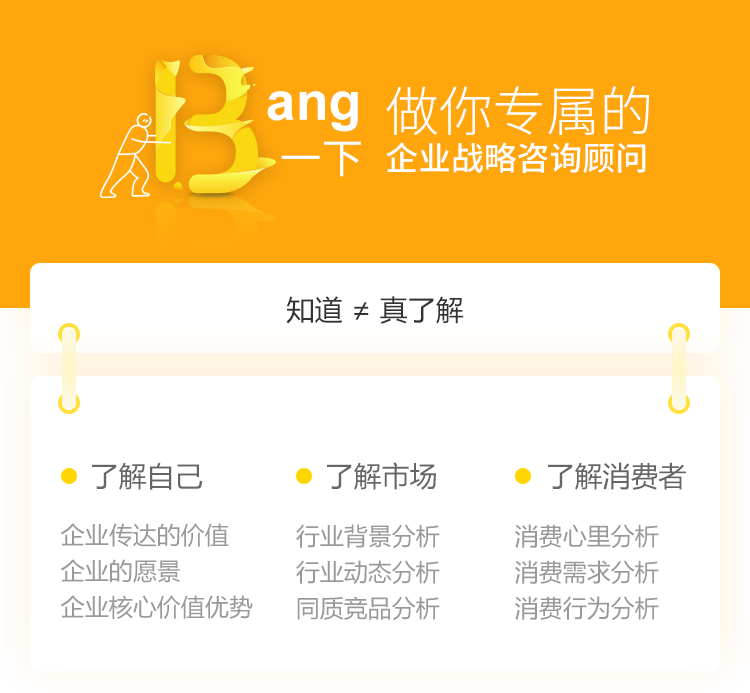 Bang 做你专属的
一下 企业战略咨询顾问
知道 ≠ 真了解
了解自己
企业传达的价值
企业的愿景
企业核心价值优势
了解市场
行业背景分析
行业动态分析
同质竞品分析
了解消费者
消费心里分析
消费需求分析
消费行为分析